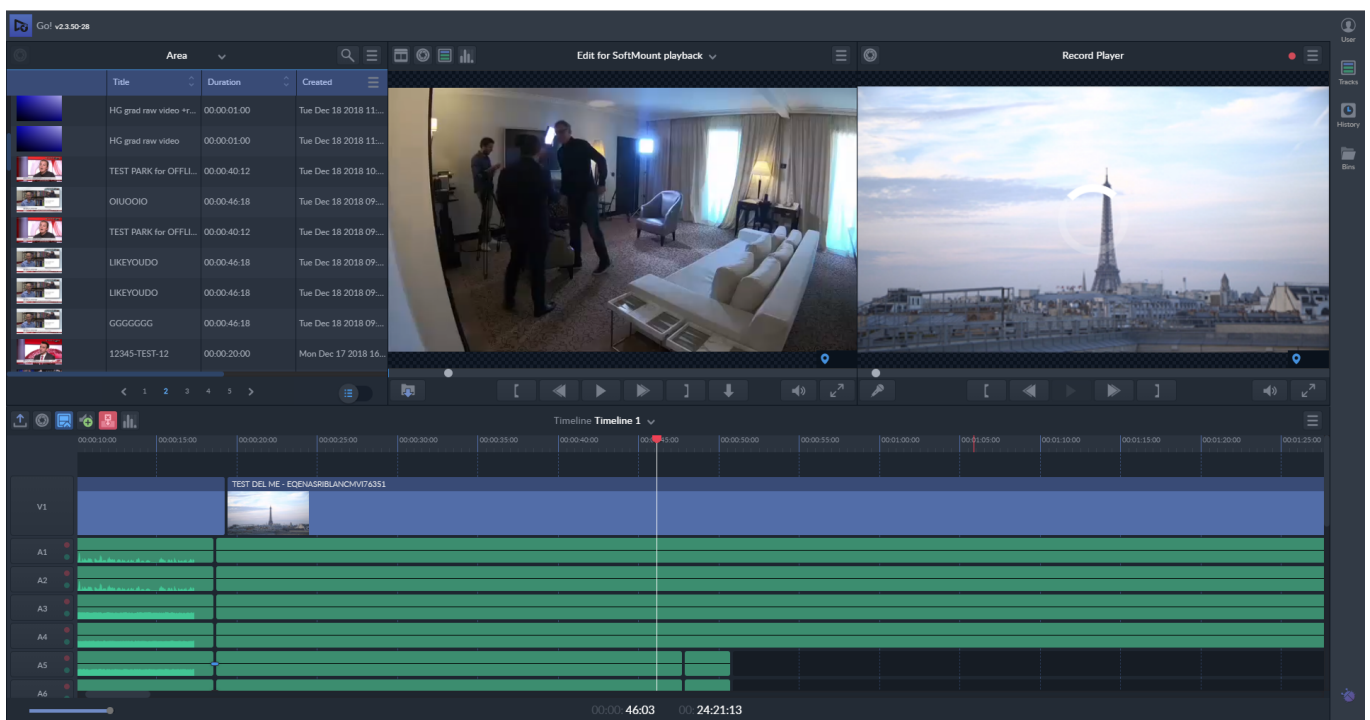 Go! v2.3.50-28
User
Area
Edit for SoftMount playback
Record Player
Tracks
History
Bins
Title Duration Created
HG grad raw video +r... 00:00:01:00 Tue Dec 18 2018 11:...
HG grad raw video 00:00:01:00 Tue Dec 18 2018 11:...
TEST PARK for OFFLI... 00:00:40:12 Tue Dec 18 2018 10:...
OIUOOIO 00:00:46:18 Tue Dec 18 2018 09:...
TEST PARK for OFFLI... 00:00:40:12 Tue Dec 18 2018 09:...
LIKEYOUDO 00:00:46:18 Tue Dec 18 2018 09:...
LIKEYOUDO 00:00:46:18 Tue Dec 18 2018 09:...
GGGGGGG 00:00:46:18 Tue Dec 18 2018 09:...
12345-TEST-12 00:00:20:00 Mon Dec 17 2018 16...
1 2 3 4 5
Timeline Timeline 1
00:00:10:00 00:00:15:00 00:00:20:00 00:00:25:00 00:00:30:00 00:00:35:00 00:00:40:00 00:00:45:00 00:00:50:00 00:00:55:00 00:01:00:00 00:01:05:00 00:01:10:00 00:01:15:00 00:01:20:00 00:01:25:00
TEST DEL ME - EQENASRIBLANCMVI76351
V1
A1
A2
A3
A4
A5
A6
00:00:46:03 00:24:21:13